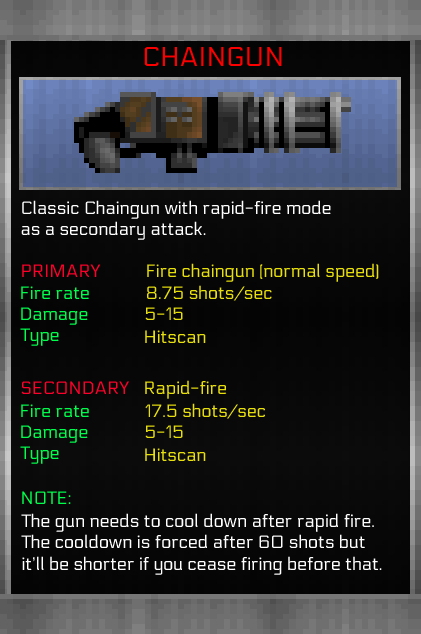 CHAINGUN
Classic Chaingun with rapid-fire mode
as a secondary attack.
PRIMARY Fire chaingun (normal speed)
Fire rate 8.75 shots/sec
Damage 5-15
Type Hitscan
SECONDARY Rapid-fire
Fire rate 17.5 shots/sec
Damage 5-15
Type Hitscan
NOTE:
The gun needs to cool down after rapid fire.
The cooldown is forced after 60 shots but
it'll be shorter if you cease firing before that.